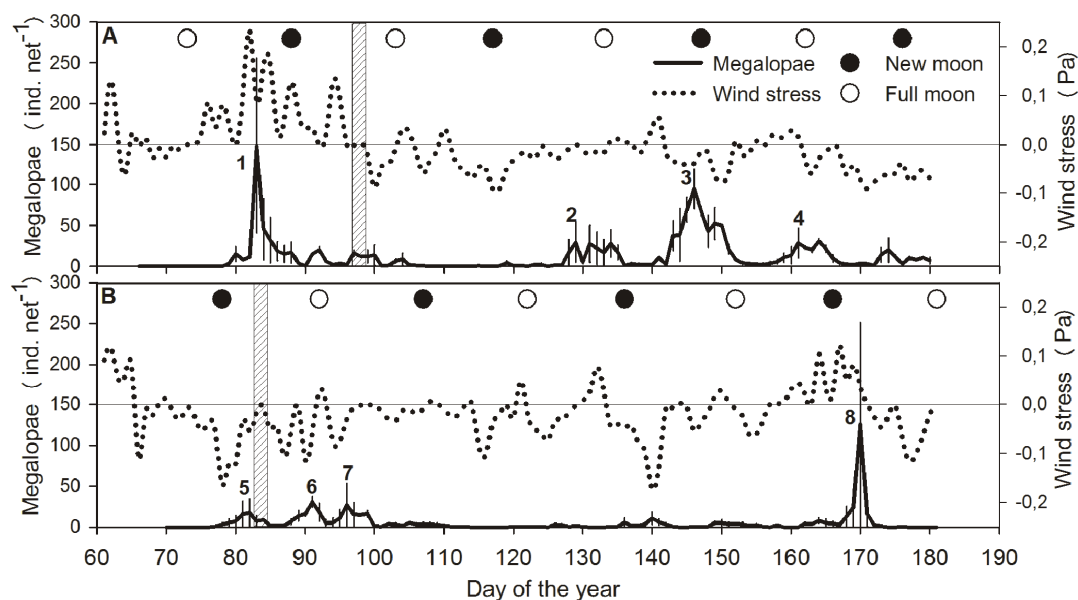 A
Megalopae ( ind. net⁻¹)
300
250
200
150
100
50
0
1
2
3
4
Megalopae
New moon
Wind stress
Full moon
0,2
0,1
0,0
-0,1
-0,2
Wind stress ( Pa)
B
Megalopae ( ind. net⁻¹)
300
250
200
150
100
50
0
5
6
7
8
0,2
0,1
0,0
-0,1
-0,2
Wind stress ( Pa)
60 70 80 90 100 110 120 130 140 150 160 170 180 190
Day of the year